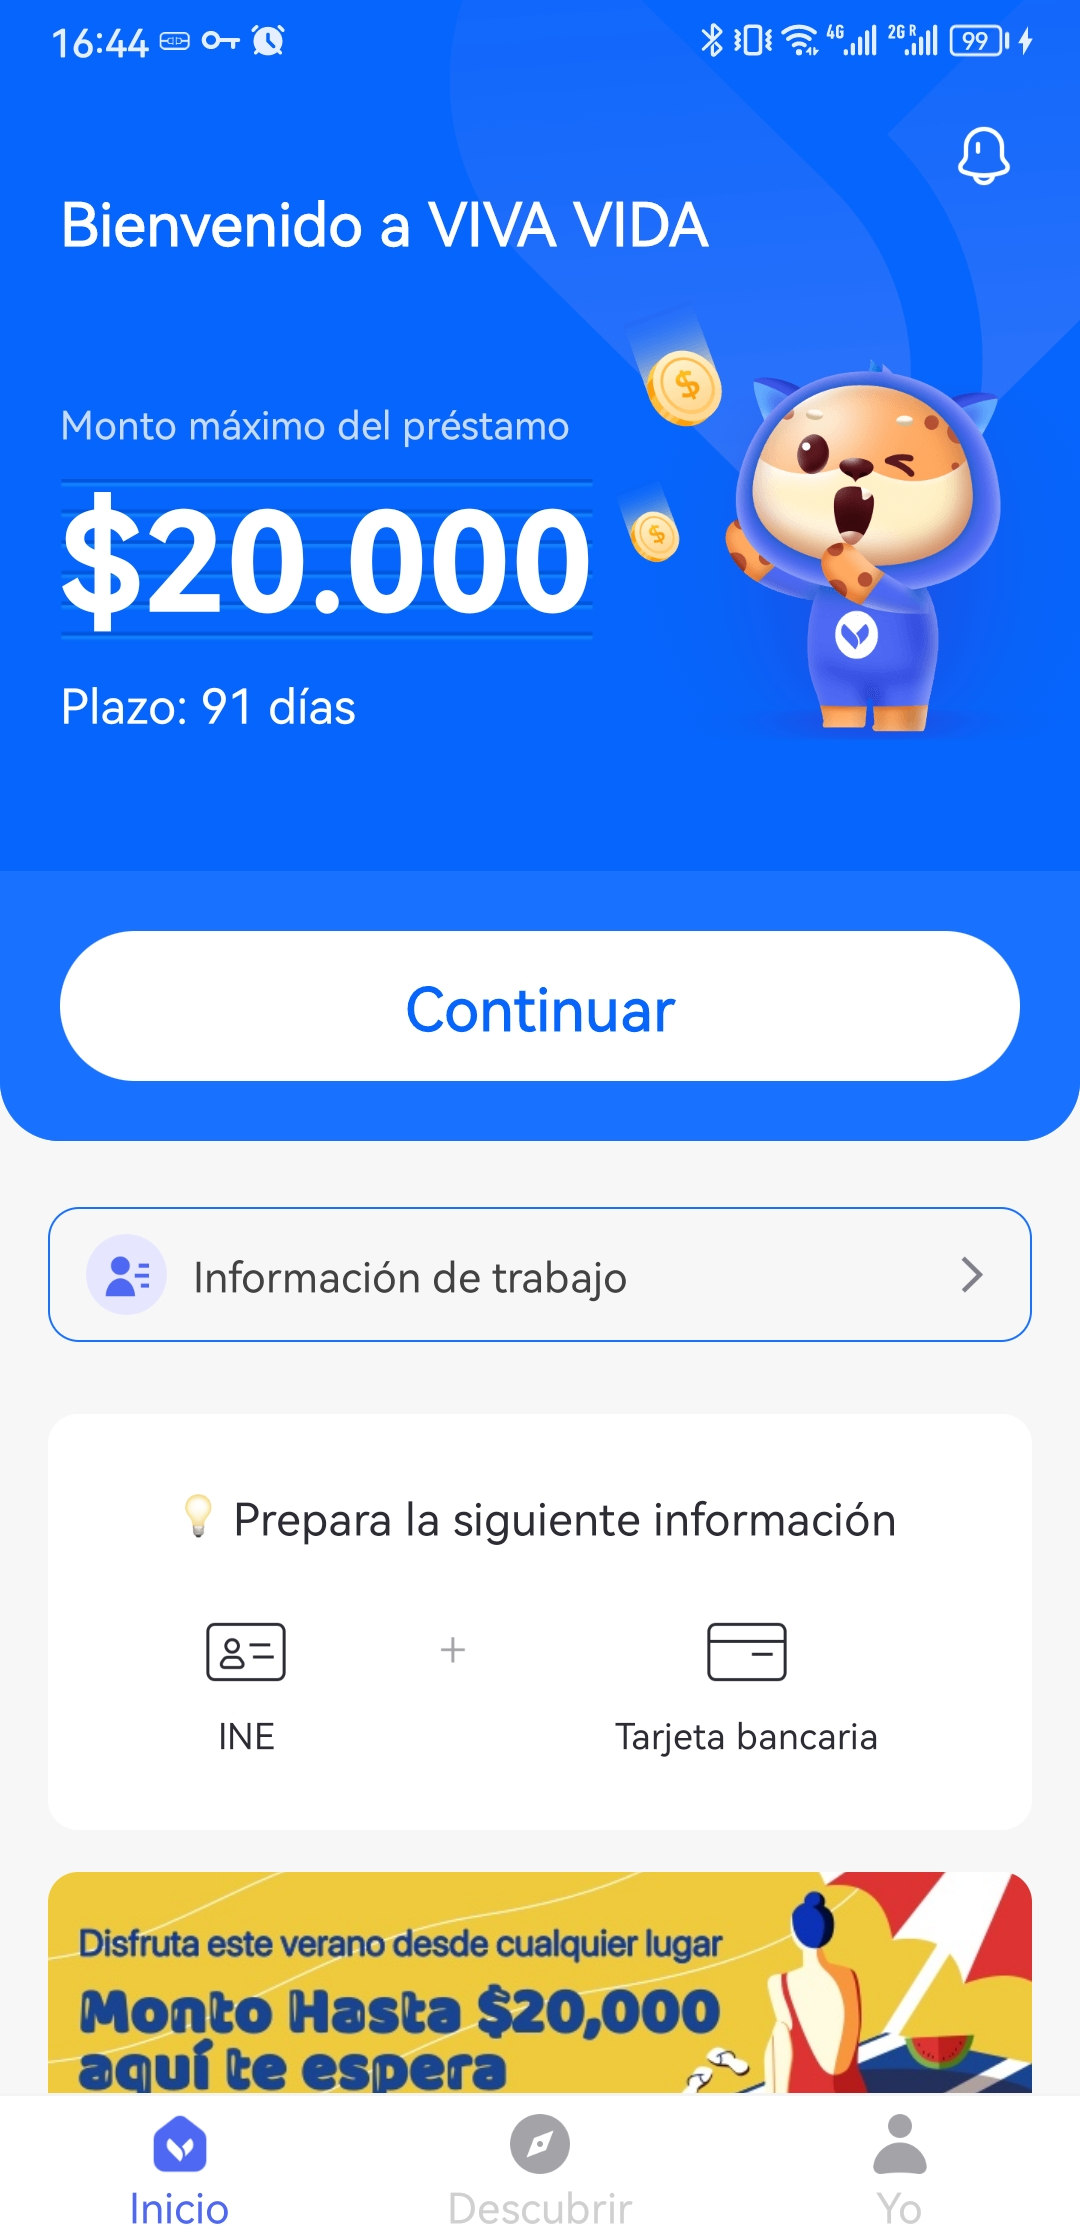 16:44
4G
2G R
99
Bienvenido a VIVA VIDA
Monto máximo del préstamo
$20.000
Plazo: 91 días
Continuar
Información de trabajo
Prepara la siguiente información
INE
+
Tarjeta bancaria
Disfruta este verano desde cualquier lugar
Monto Hasta $20,000
aquí te espera
Inicio
Descubrir
Yo